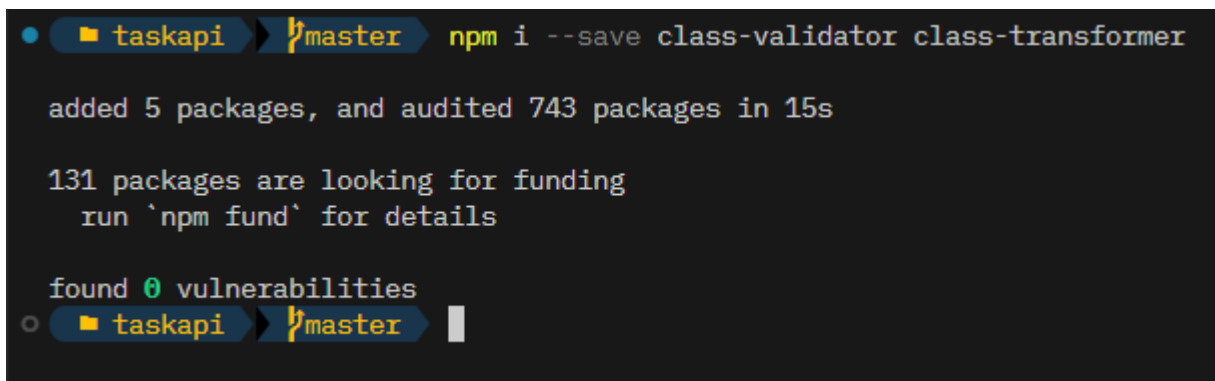 taskapi master npm i --save class-validator class-transformer
added 5 packages, and audited 743 packages in 15s
131 packages are looking for funding
run `npm fund` for details
found 0 vulnerabilities
taskapi master